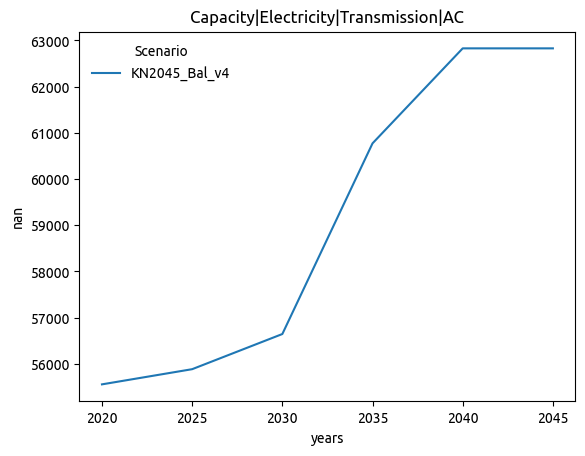 Capacity|Electricity|Transmission|AC
63000
62000
61000
60000
59000
58000
57000
56000
nan
Scenario
KN2045_Bal_v4
2020 2025 2030 2035 2040 2045
years